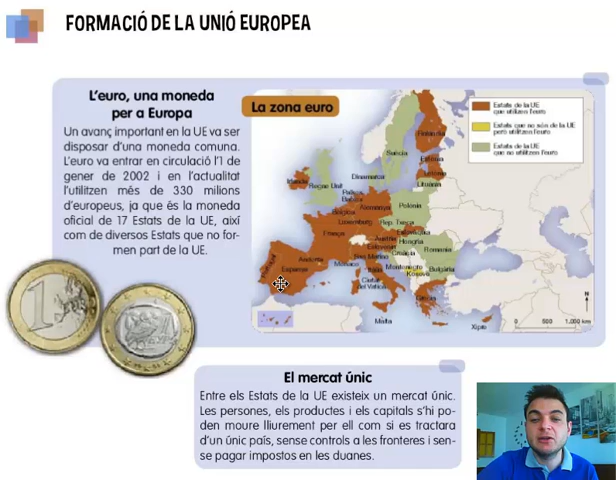 FORMACIÓ DE LA UNIÓ EUROPEA
L'euro, una moneda
per a Europa
Un avanç important en la UE va ser
disposar d'una moneda comuna.
L'euro va entrar en circulació l'1 de
gener de 2002 i en l'actualitat
l'utilitzen més de 330 milions
d'europeus, ja que és la moneda
oficial de 17 Estats de la UE, així
com de diversos Estats que no for-
men part de la UE.
La zona euro
Estats de la UE
que utilitzen l'euro
Estats que no són de la UE
però utilitzen l'euro
Estats de la UE
que no utilitzen l'euro
Finlàndia
Suècia
Estònia
Letònia
Lituània
Dinamarca
Irlanda
Regne Unit
Països
Baixos
Polònia
Alemanya
Bèlgica
Luxemburg
Rep. Txeca
Eslovàquia
França
Àustria
Hongria
Eslovènia
Romania
Croàcia
San Marino
Mònaco
Andorra
Portugal
Espanya
Itàlia
Montenegro
Kosovo
Bulgària
Ciutat
del Vaticà
Grècia
Malta
Xipre
N
0 500 1.000 km
1
El mercat únic
Entre els Estats de la UE existeix un mercat únic.
Les persones, els productes i els capitals s'hi po-
den moure lliurement per ell com si es tractara
d'un únic país, sense controls a les fronteres i sen-
se pagar impostos en les duanes.